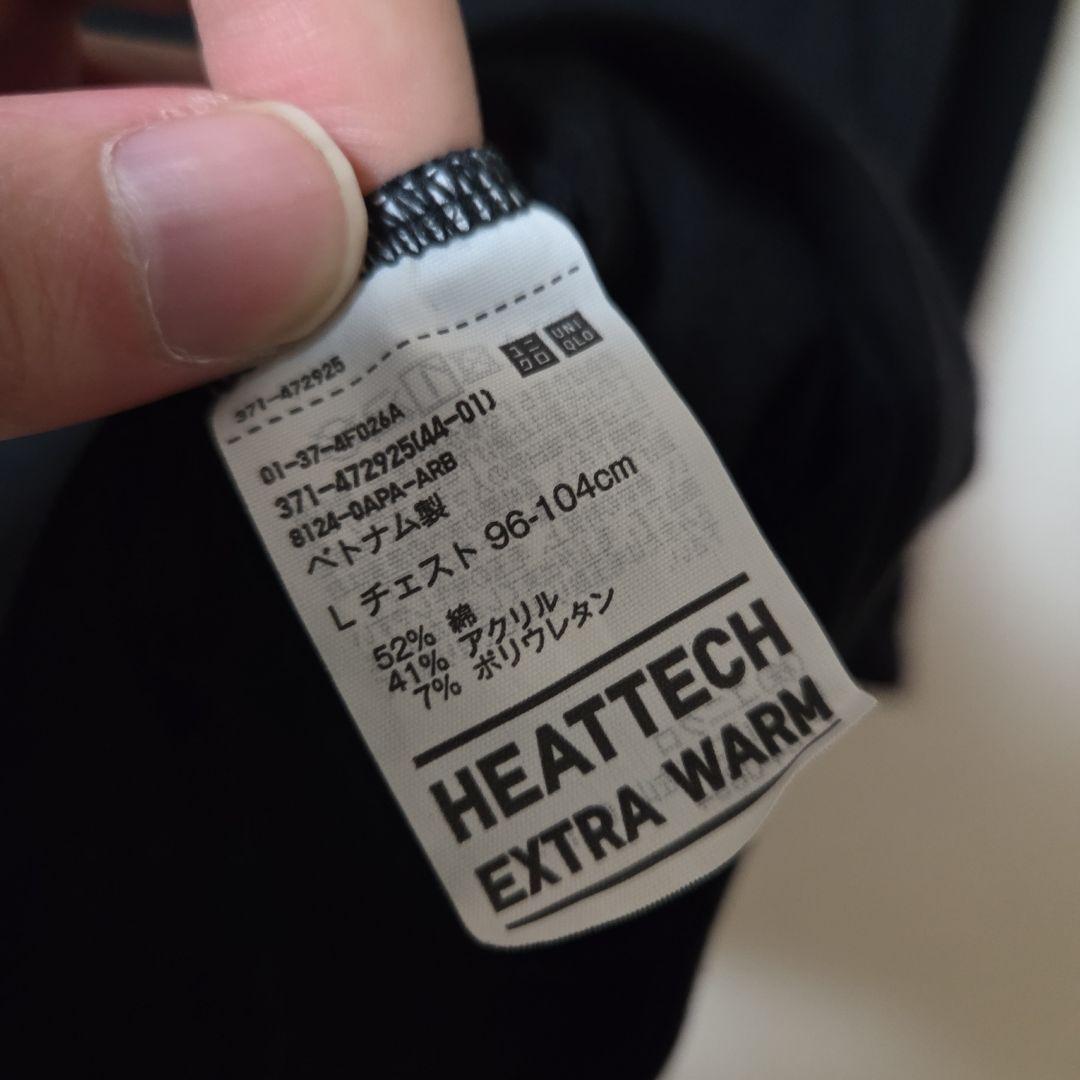 ユニクロ
UNIQLO
371-472925
01-37-4F026A
371-472925(44-01)
8124-0APA-ARB
ベトナム製
L チェスト 96-104cm
52% 綿
41% アクリル
7% ポリウレタン
HEATTECH
EXTRA WARM